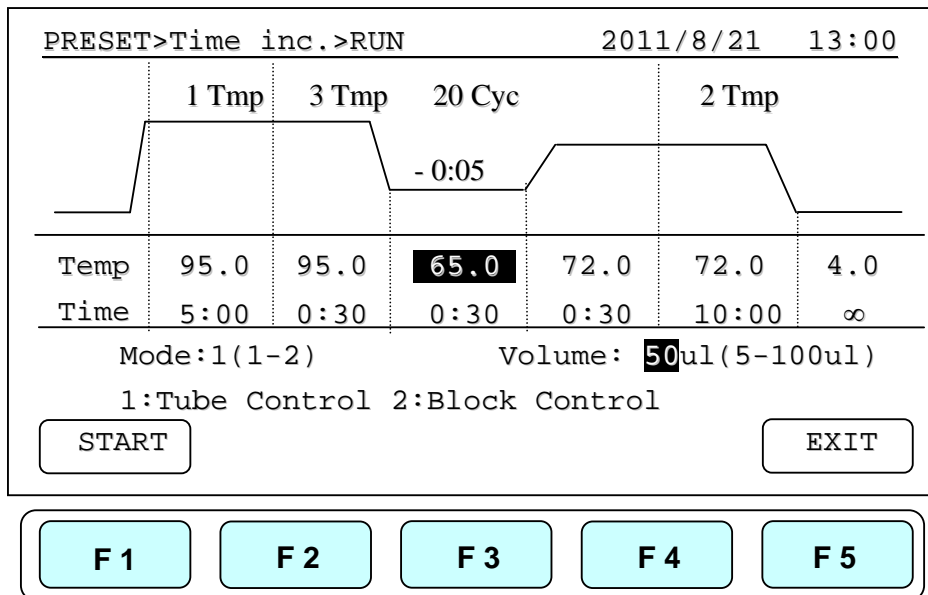 PRESET>Time inc.>RUN 2011/8/21 13:00
1 Tmp 3 Tmp 20 Cyc 2 Tmp
- 0:05
Temp 95.0 95.0 65.0 72.0 72.0 4.0
Time 5:00 0:30 0:30 0:30 10:00 ∞
Mode:1(1-2) Volume: 50ul(5-100ul)
1:Tube Control 2:Block Control
START EXIT
F 1 F 2 F 3 F 4 F 5